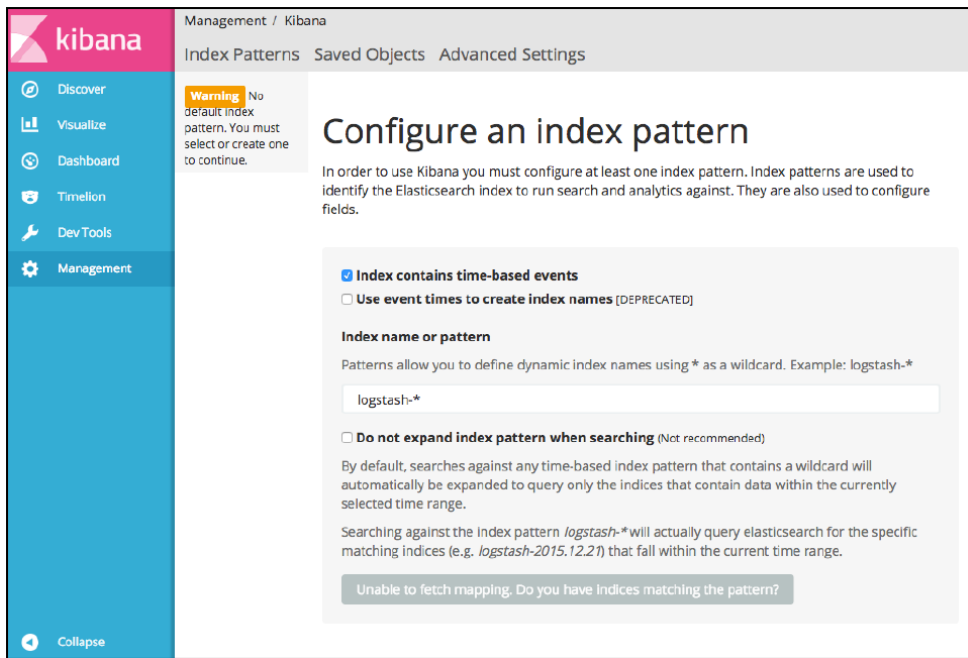 kibana
Discover
Visualize
Dashboard
Timelion
Dev Tools
Management
Collapse
Management / Kibana
Index Patterns Saved Objects Advanced Settings
Warning No
default index
pattern. You must
select or create one
to continue.
Configure an index pattern
In order to use Kibana you must configure at least one index pattern. Index patterns are used to
identify the Elasticsearch index to run search and analytics against. They are also used to configure
fields.
Index contains time-based events
Use event times to create index names [DEPRECATED]
Index name or pattern
Patterns allow you to define dynamic index names using * as a wildcard. Example: logstash-*
logstash-*
Do not expand index pattern when searching (Not recommended)
By default, searches against any time-based index pattern that contains a wildcard will
automatically be expanded to query only the indices that contain data within the currently
selected time range.
Searching against the index pattern logstash-* will actually query elasticsearch for the specific
matching indices (e.g. logstash-2015.12.21) that fall within the current time range.
Unable to fetch mapping. Do you have indices matching the pattern?